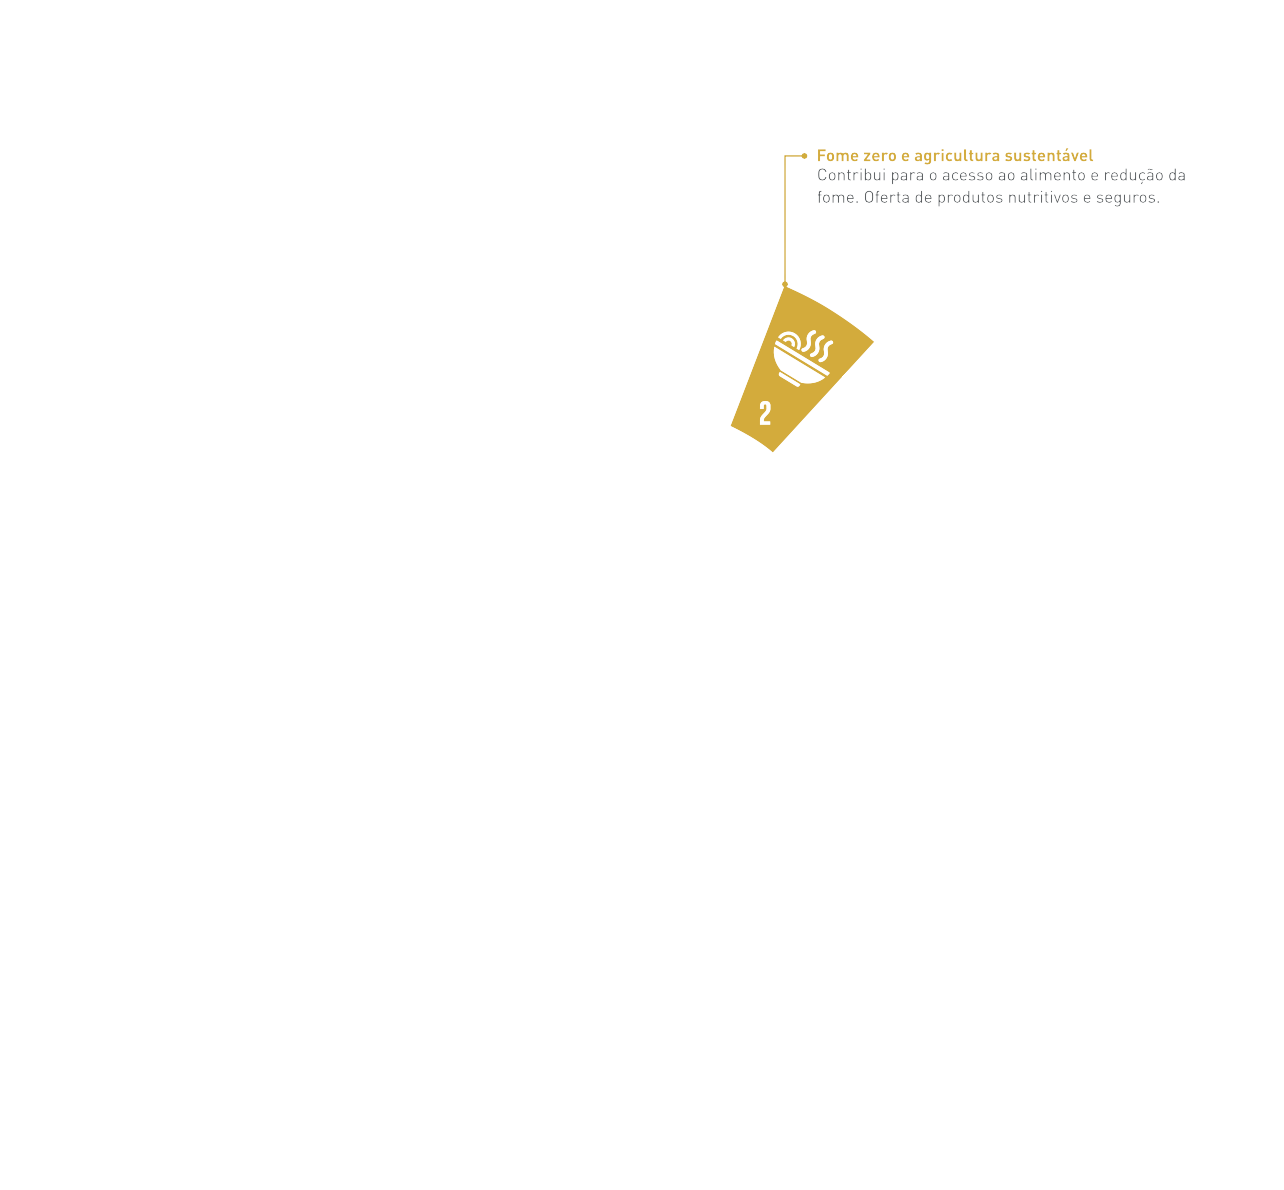 Fome zero e agricultura sustentável
Contribui para o acesso ao alimento e redução da
fome. Oferta de produtos nutritivos e seguros.
2